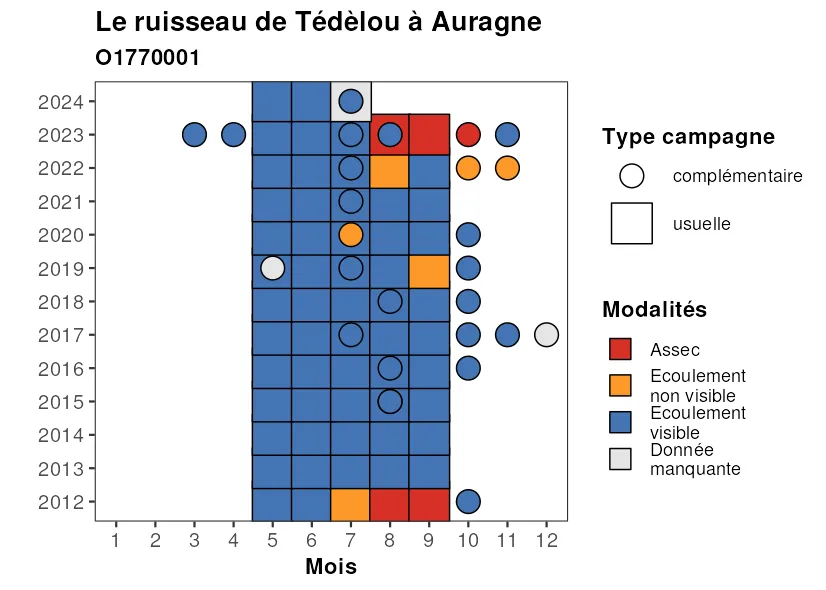 Le ruisseau de Tédèlou à Auragne
O1770001
2024
2023
2022
2021
2020
2019
2018
2017
2016
2015
2014
2013
2012
1 2 3 4 5 6 7 8 9 10 11 12
Mois
Type campagne
complémentaire
usuelle
Modalités
Assec
Ecoulement
non visible
Ecoulement
visible
Donnée
manquante